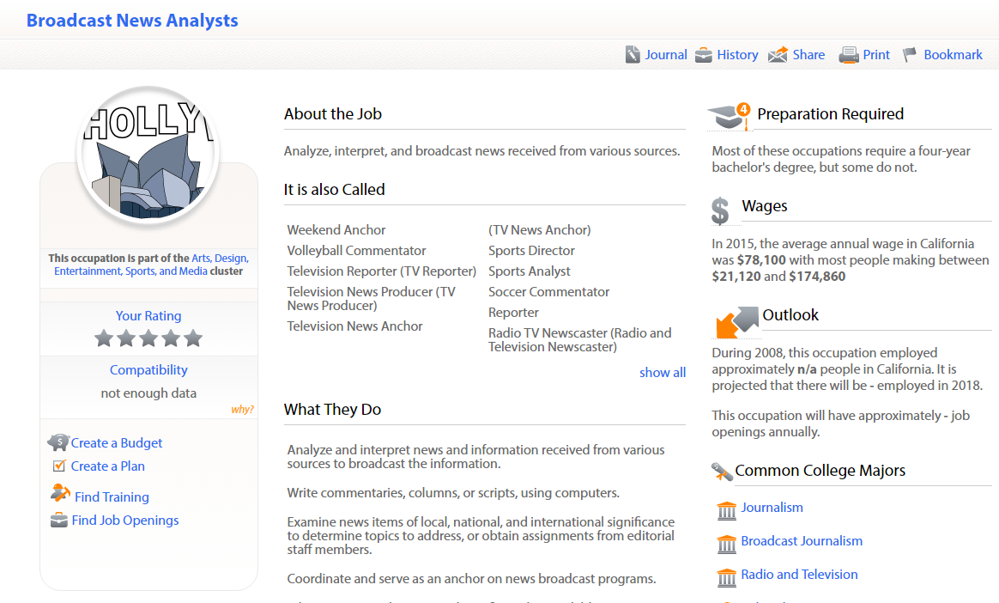 Broadcast News Analysts
Journal
History
Share
Print
Bookmark
HOLLY
This occupation is part of the Arts, Design,
Entertainment, Sports, and Media cluster
Your Rating
Compatibility
not enough data
why?
$
Create a Budget
Create a Plan
Find Training
Find Job Openings
About the Job
Analyze, interpret, and broadcast news received from various sources.
It is also Called
Weekend Anchor
Volleyball Commentator
Television Reporter (TV Reporter)
Television News Producer (TV
News Producer)
Television News Anchor
(TV News Anchor)
Sports Director
Sports Analyst
Soccer Commentator
Reporter
Radio TV Newscaster (Radio and
Television Newscaster)
show all
What They Do
Analyze and interpret news and information received from various
sources to broadcast the information.
Write commentaries, columns, or scripts, using computers.
Examine news items of local, national, and international significance
to determine topics to address, or obtain assignments from editorial
staff members.
Coordinate and serve as an anchor on news broadcast programs.
4
Preparation Required
Most of these occupations require a four-year
bachelor's degree, but some do not.
$
Wages
In 2015, the average annual wage in California
was $78,100 with most people making between
$21,120 and $174,860
Outlook
During 2008, this occupation employed
approximately n/a people in California. It is
projected that there will be - employed in 2018.
This occupation will have approximately - job
openings annually.
Common College Majors
Journalism
Broadcast Journalism
Radio and Television